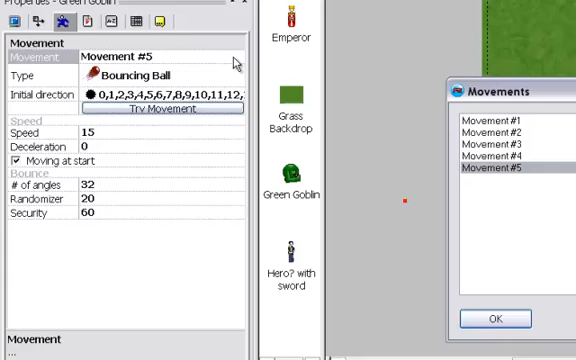 Properties - Green Goblin
Movement
Movement Movement #5
Type Bouncing Ball
Initial direction 0,1,2,3,4,5,6,7,8,9,10,11,12,
Try Movement
Speed
Speed 15
Deceleration 0
Moving at start
Bounce
# of angles 32
Randomizer 20
Security 60
Movement
...
Emperor
Grass
Backdrop
Green Goblin
Hero? with
sword
Movements
Movement #1
Movement #2
Movement #3
Movement #4
Movement #5
OK